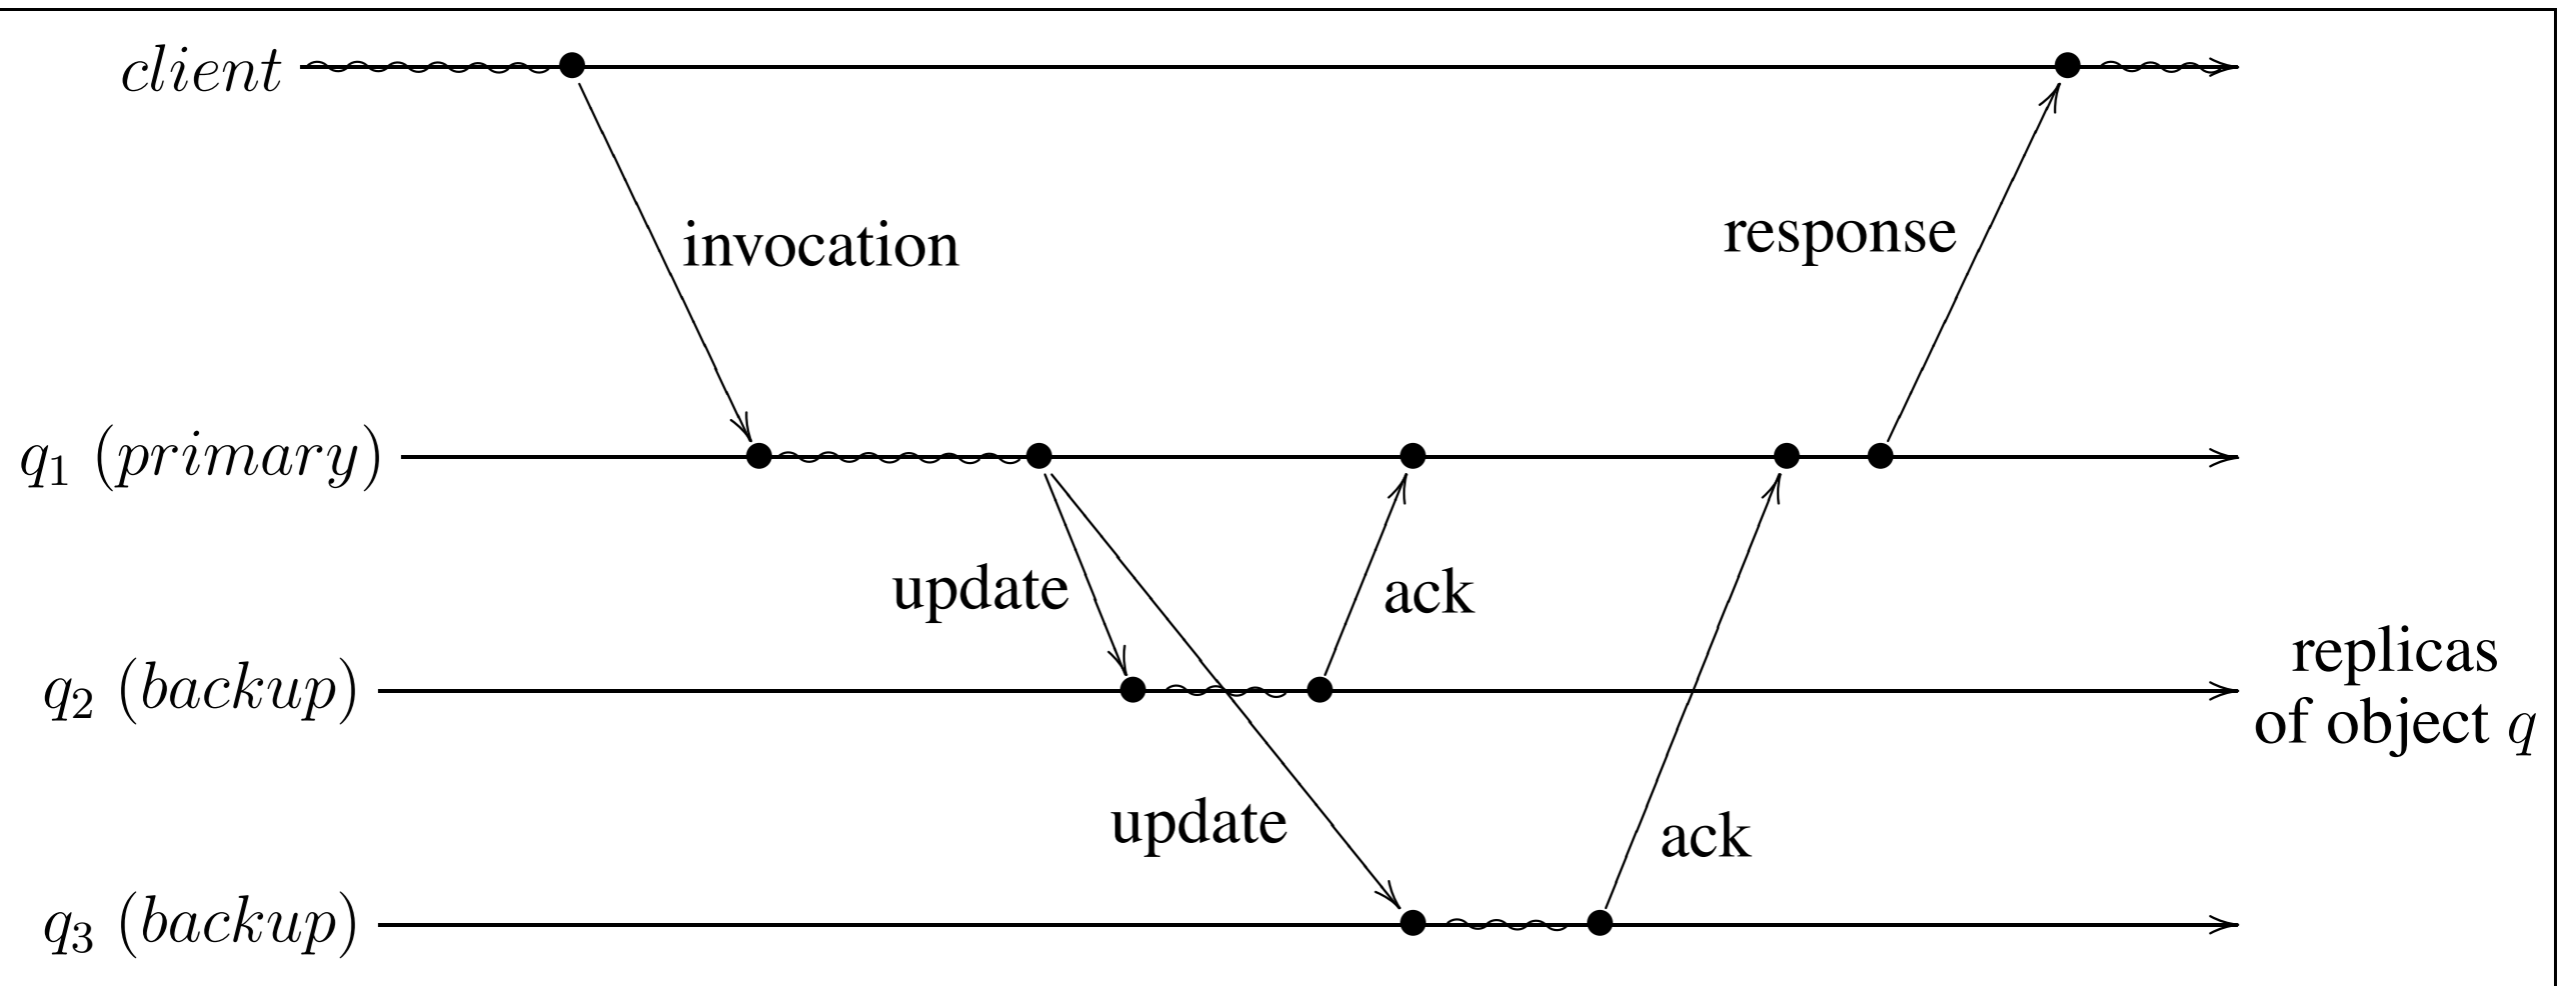 client
invocation
response
q₁ (primary)
update
ack
q₂ (backup)
replicas
of object q
update
ack
q₃ (backup)